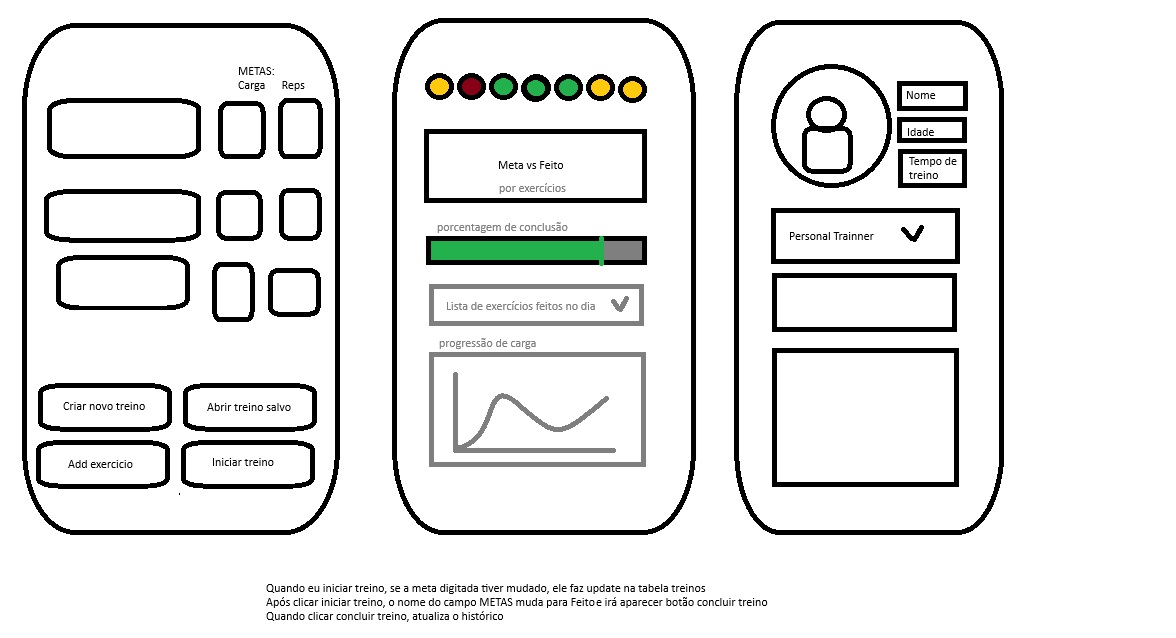 METAS:
Carga Reps
Criar novo treino
Abrir treino salvo
Add exercicio
Iniciar treino
Meta vs Feito
por exercícios
porcentagem de conclusão
Lista de exercícios feitos no dia
progressão de carga
Nome
Idade
Tempo de
treino
Personal Trainner
Quando eu iniciar treino, se a meta digitada tiver mudado, ele faz update na tabela treinos
Após clicar iniciar treino, o nome do campo METAS muda para Feito e irá aparecer botão concluir treino
Quando clicar concluir treino, atualiza o histórico